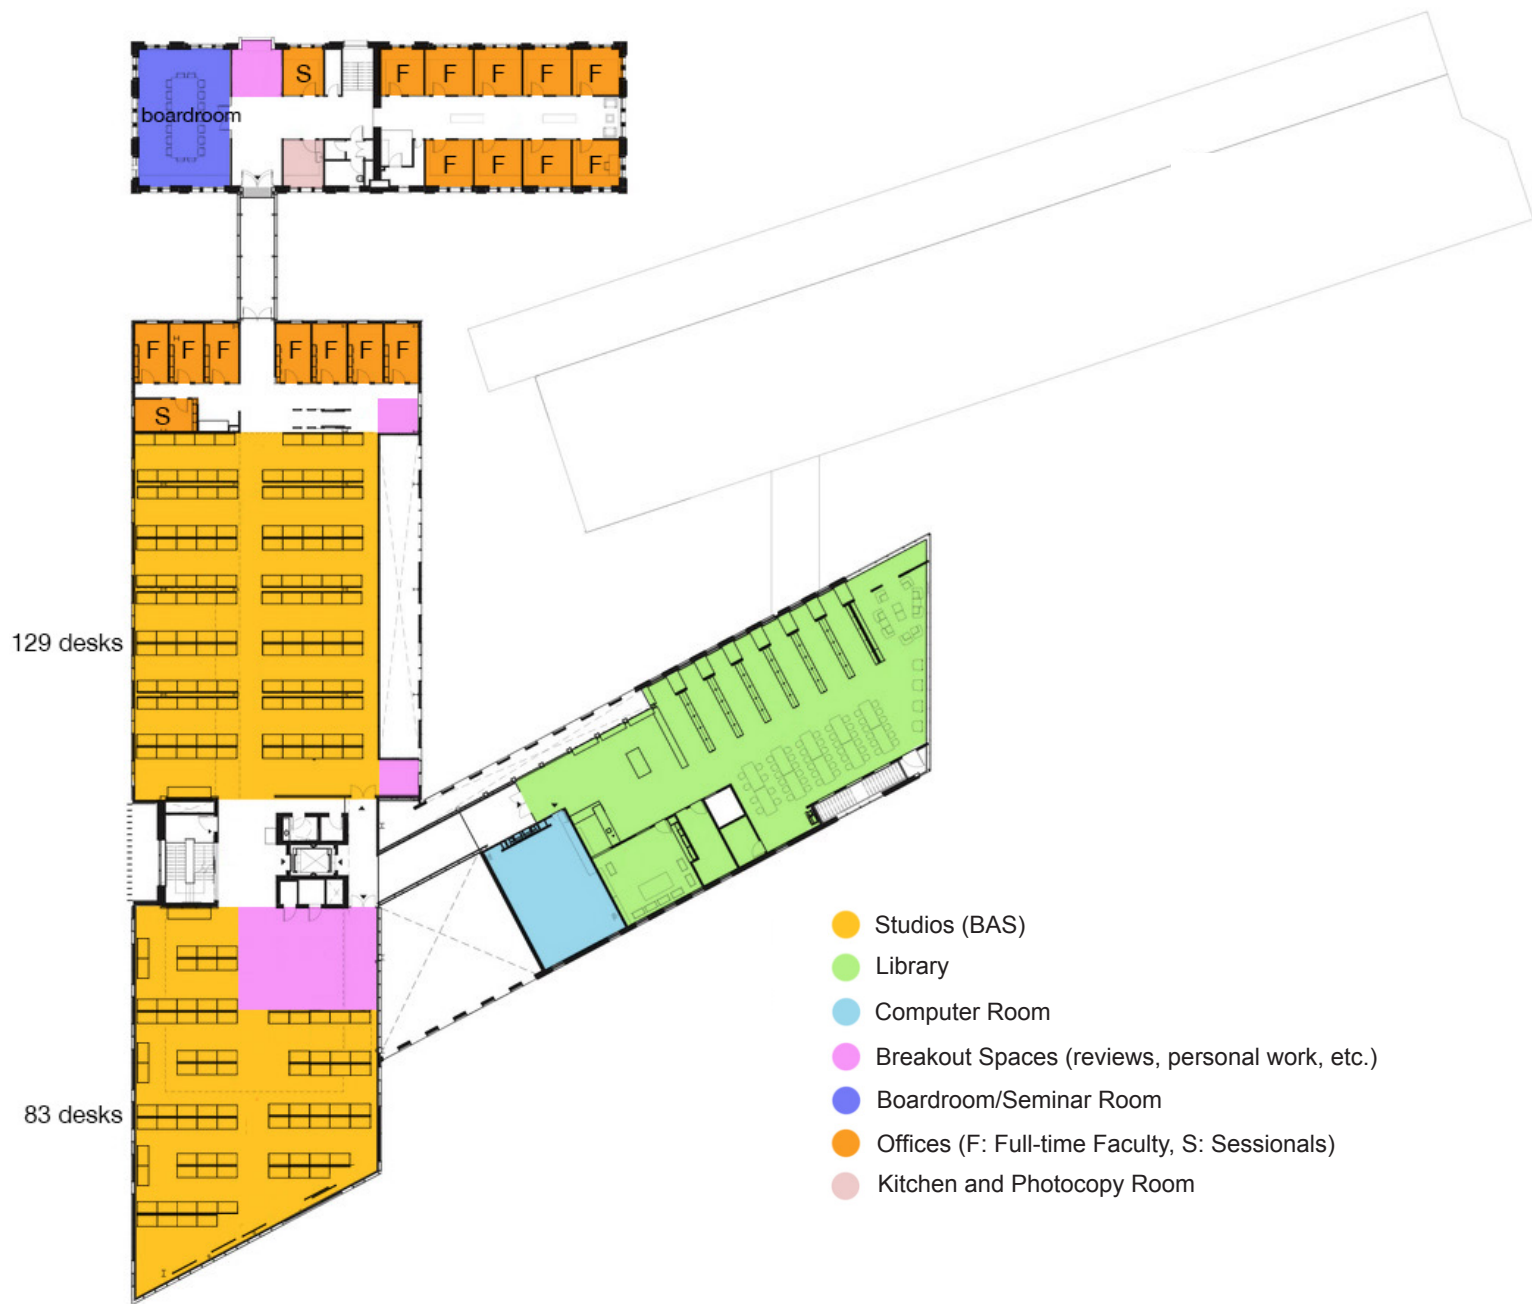 boardroom
S
F F F F F
F F F F
F F F F F F F
S
129 desks
83 desks
Studios (BAS)
Library
Computer Room
Breakout Spaces (reviews, personal work, etc.)
Boardroom/Seminar Room
Offices (F: Full-time Faculty, S: Sessionals)
Kitchen and Photocopy Room